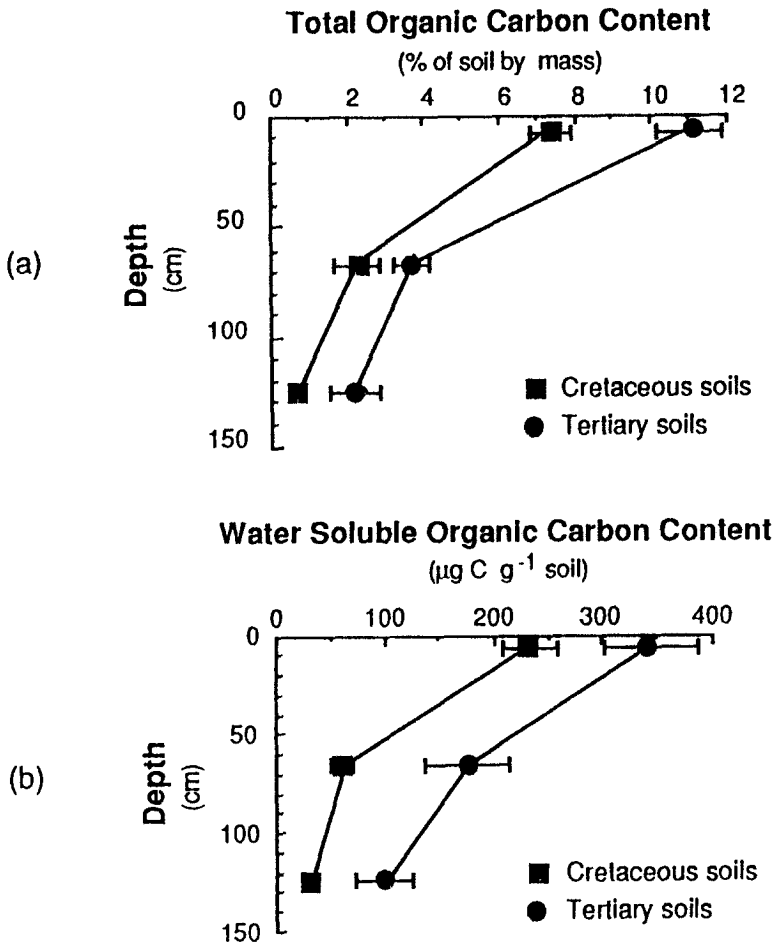 Total Organic Carbon Content
(% of soil by mass)
0 2 4 6 8 10 12
0
50
100
150
(a)
Depth
(cm)
Cretaceous soils
Tertiary soils
Water Soluble Organic Carbon Content
(µg C g⁻¹ soil)
0 100 200 300 400
0
50
100
150
(b)
Depth
(cm)
Cretaceous soils
Tertiary soils